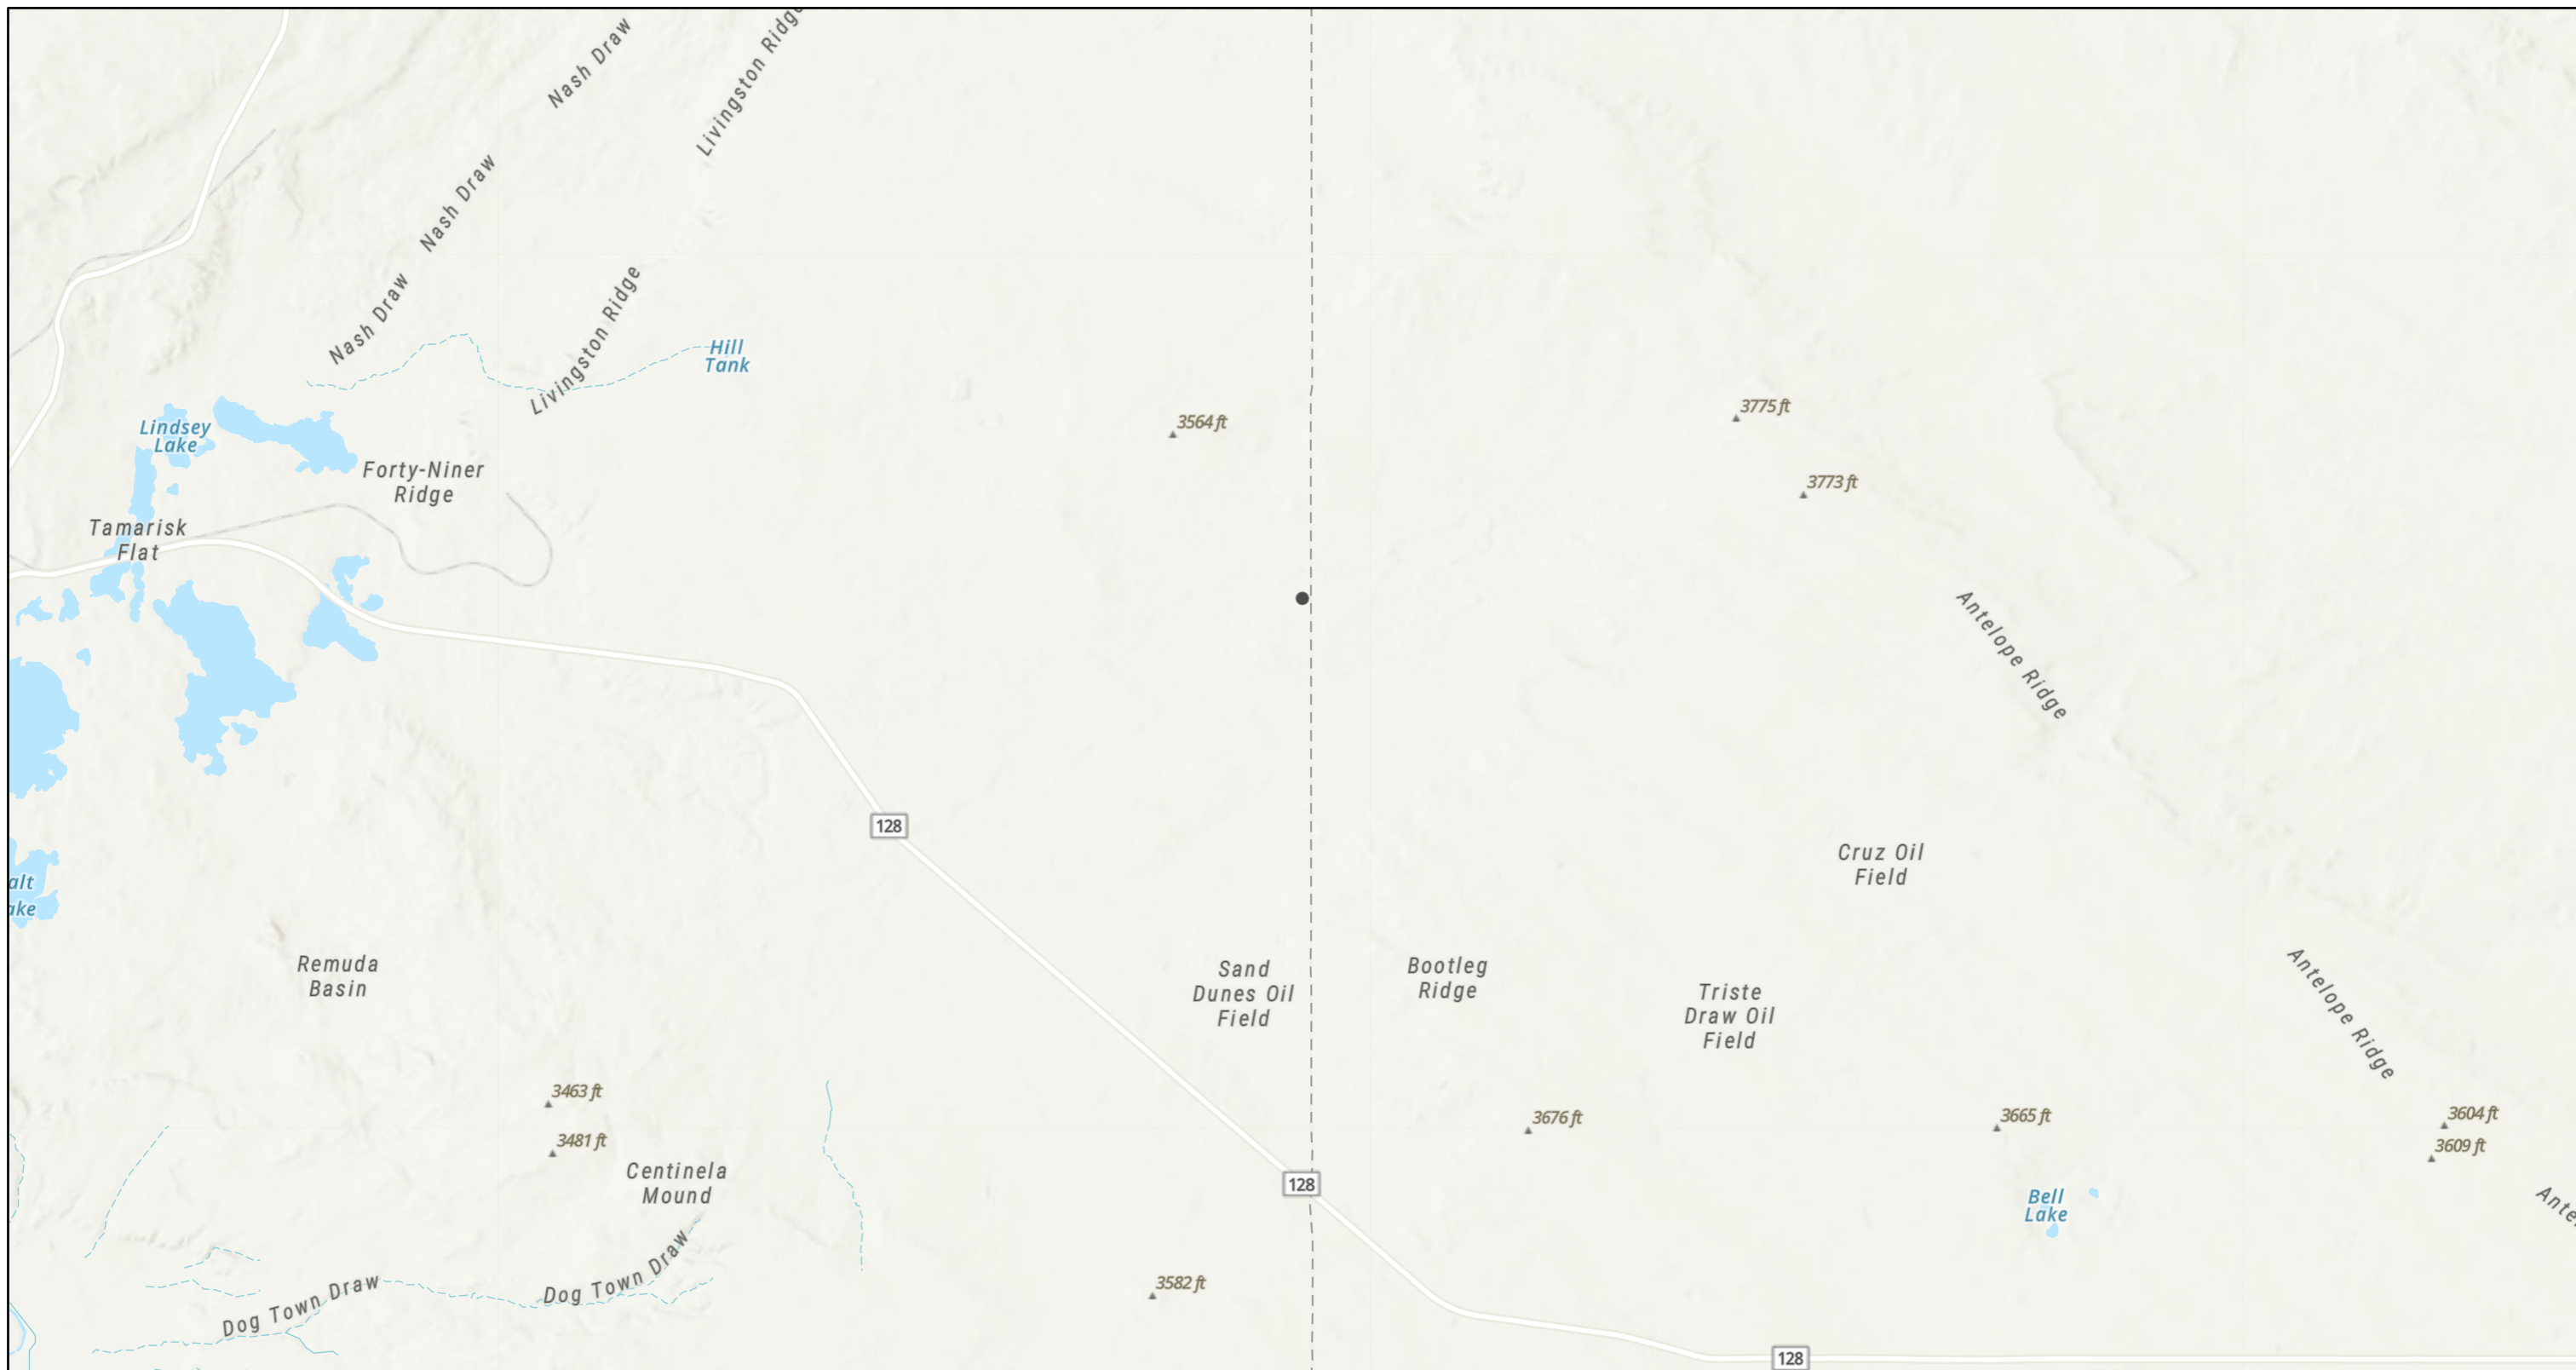 Nash Draw
Livingston Ridge
Nash Draw
Nash Draw
Livingston Ridge
Hill
Tank
3564 ft
3775 ft
Lindsey
Lake
Forty-Niner
Ridge
3773 ft
Tamarisk
Flat
Antelope Ridge
128
Cruz Oil
Field
alt
ake
Remuda
Basin
Sand
Dunes Oil
Field
Bootleg
Ridge
Triste
Draw Oil
Field
Antelope Ridge
3463 ft
3481 ft
3676 ft
3665 ft
3604 ft
3609 ft
Centinela
Mound
128
Bell
Lake
Ante
Dog Town Draw
Dog Town Draw
3582 ft
128